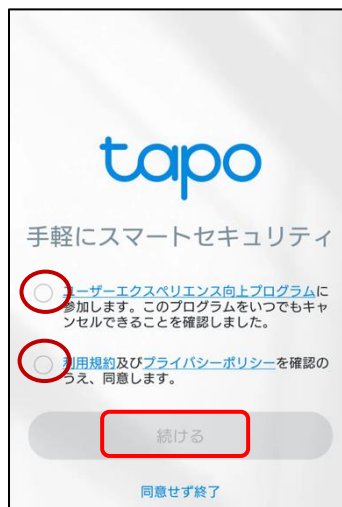 tapo
手軽にスマートセキュリティ
ユーザーエクスペリエンス向上プログラムに
参加します。このプログラムをいつでもキャ
ンセルできることを確認しました。
利用規約及びプライバシーポリシーを確認の
うえ、同意します。
続ける
同意せず終了